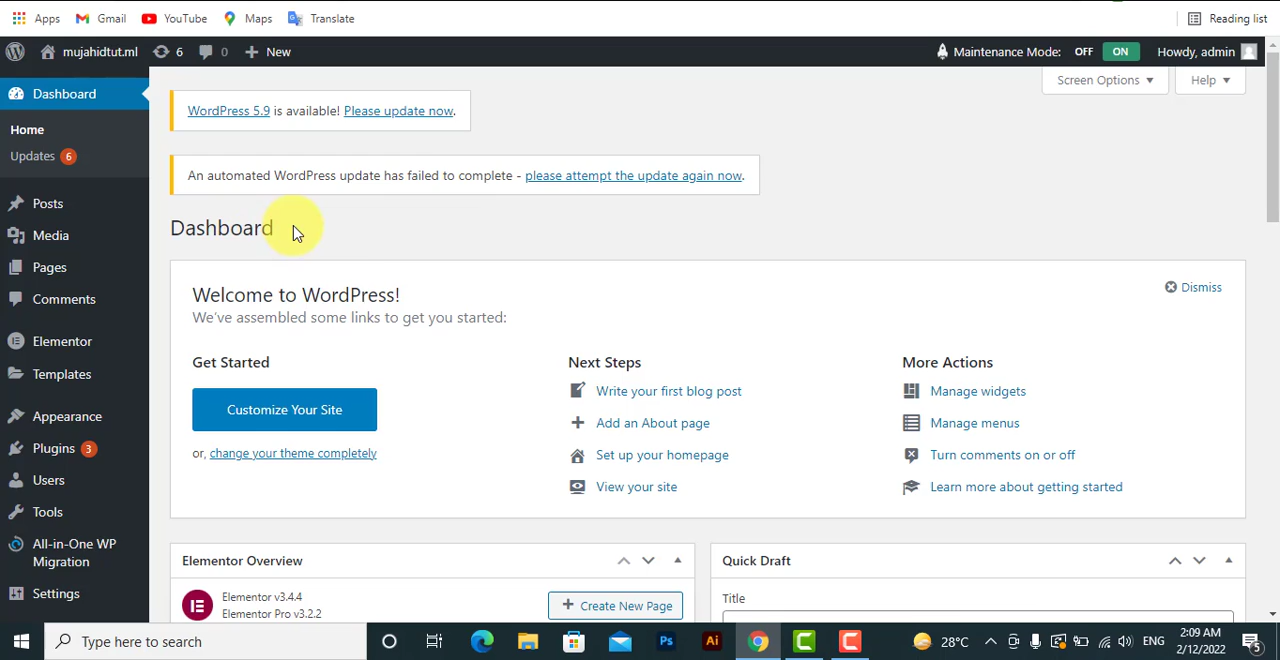 Apps Gmail YouTube Maps Translate Reading list
mujahidtut.ml 6 0 New Maintenance Mode: OFF ON Howdy, admin
Screen Options Help
Dashboard
Home
Updates 6
Posts
Media
Pages
Comments
Elementor
Templates
Appearance
Plugins 3
Users
Tools
All-in-One WP
Migration
Settings
WordPress 5.9 is available! Please update now.
An automated WordPress update has failed to complete - please attempt the update again now.
Dashboard
Welcome to WordPress!
We've assembled some links to get you started:
Dismiss
Get Started
Customize Your Site
or, change your theme completely
Next Steps
Write your first blog post
Add an About page
Set up your homepage
View your site
More Actions
Manage widgets
Manage menus
Turn comments on or off
Learn more about getting started
Elementor Overview
Elementor v3.4.4
Elementor Pro v3.2.2
Create New Page
Quick Draft
Title
Type here to search
Ps
Ai
28°C
ENG
2:09 AM
2/12/2022
5